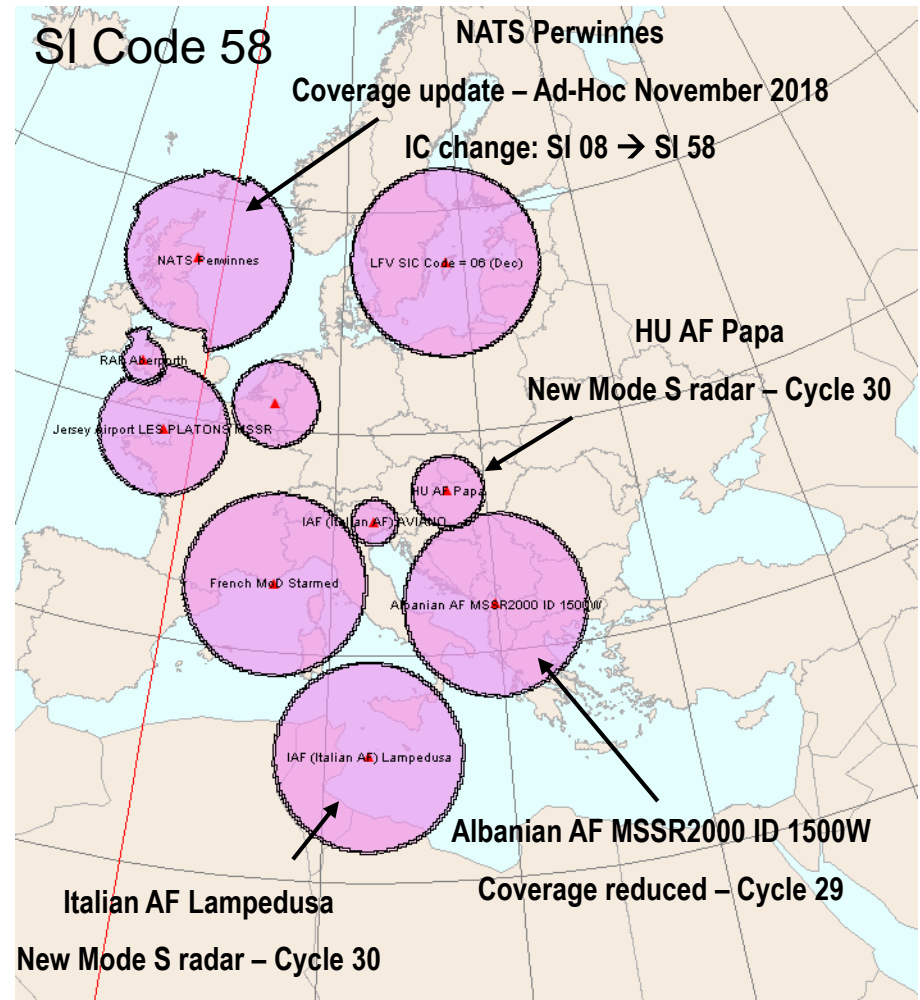 SI Code 58
NATS Perwinnes
Coverage update – Ad-Hoc November 2018
IC change: SI 08 → SI 58
NATS Perwinnes
LFV SIC Code = 06 (Dec)
HU AF Papa
New Mode S radar – Cycle 30
RAF Aberporth
Jersey Airport LES PLATONS MSSR
HU AF Papa
IAF (Italian AF) AVIANO
French MoD Starmed
Albanian AF MSSR2000 ID 1500W
IAF (Italian AF) Lampedusa
Albanian AF MSSR2000 ID 1500W
Coverage reduced – Cycle 29
Italian AF Lampedusa
New Mode S radar – Cycle 30